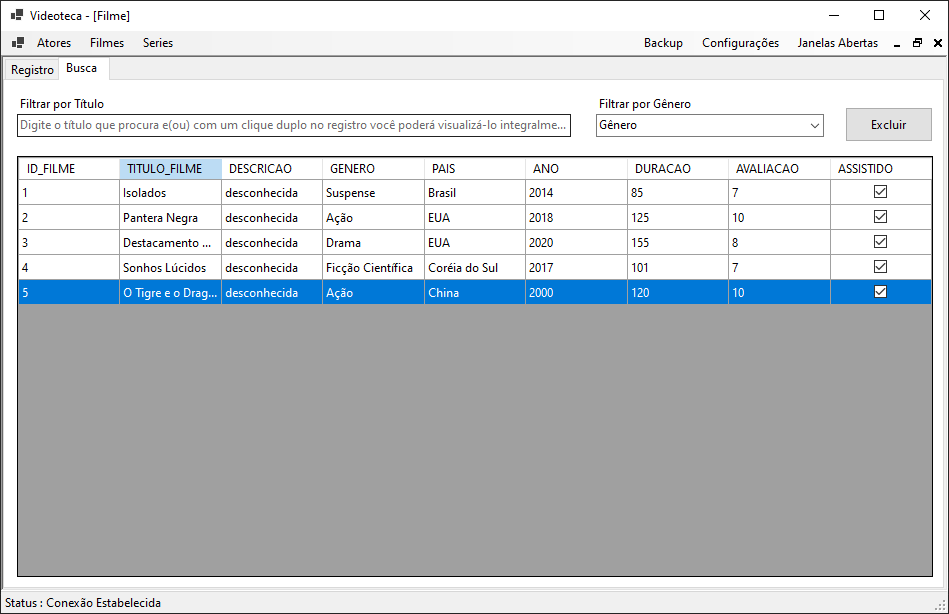 Videoteca - [Filme]
Atores Filmes Series Backup Configurações Janelas Abertas
Registro Busca
Filtrar por Título Filtrar por Gênero
Digite o título que procura e(ou) com um clique duplo no registro você poderá visualizá-lo integralme... Gênero Excluir
ID_FILME TITULO_FILME DESCRICAO GENERO PAIS ANO DURACAO AVALIACAO ASSISTIDO
1 Isolados desconhecida Suspense Brasil 2014 85 7
2 Pantera Negra desconhecida Ação EUA 2018 125 10
3 Destacamento ... desconhecida Drama EUA 2020 155 8
4 Sonhos Lúcidos desconhecida Ficção Científica Coréia do Sul 2017 101 7
5 O Tigre e o Drag... desconhecida Ação China 2000 120 10
Status : Conexão Estabelecida